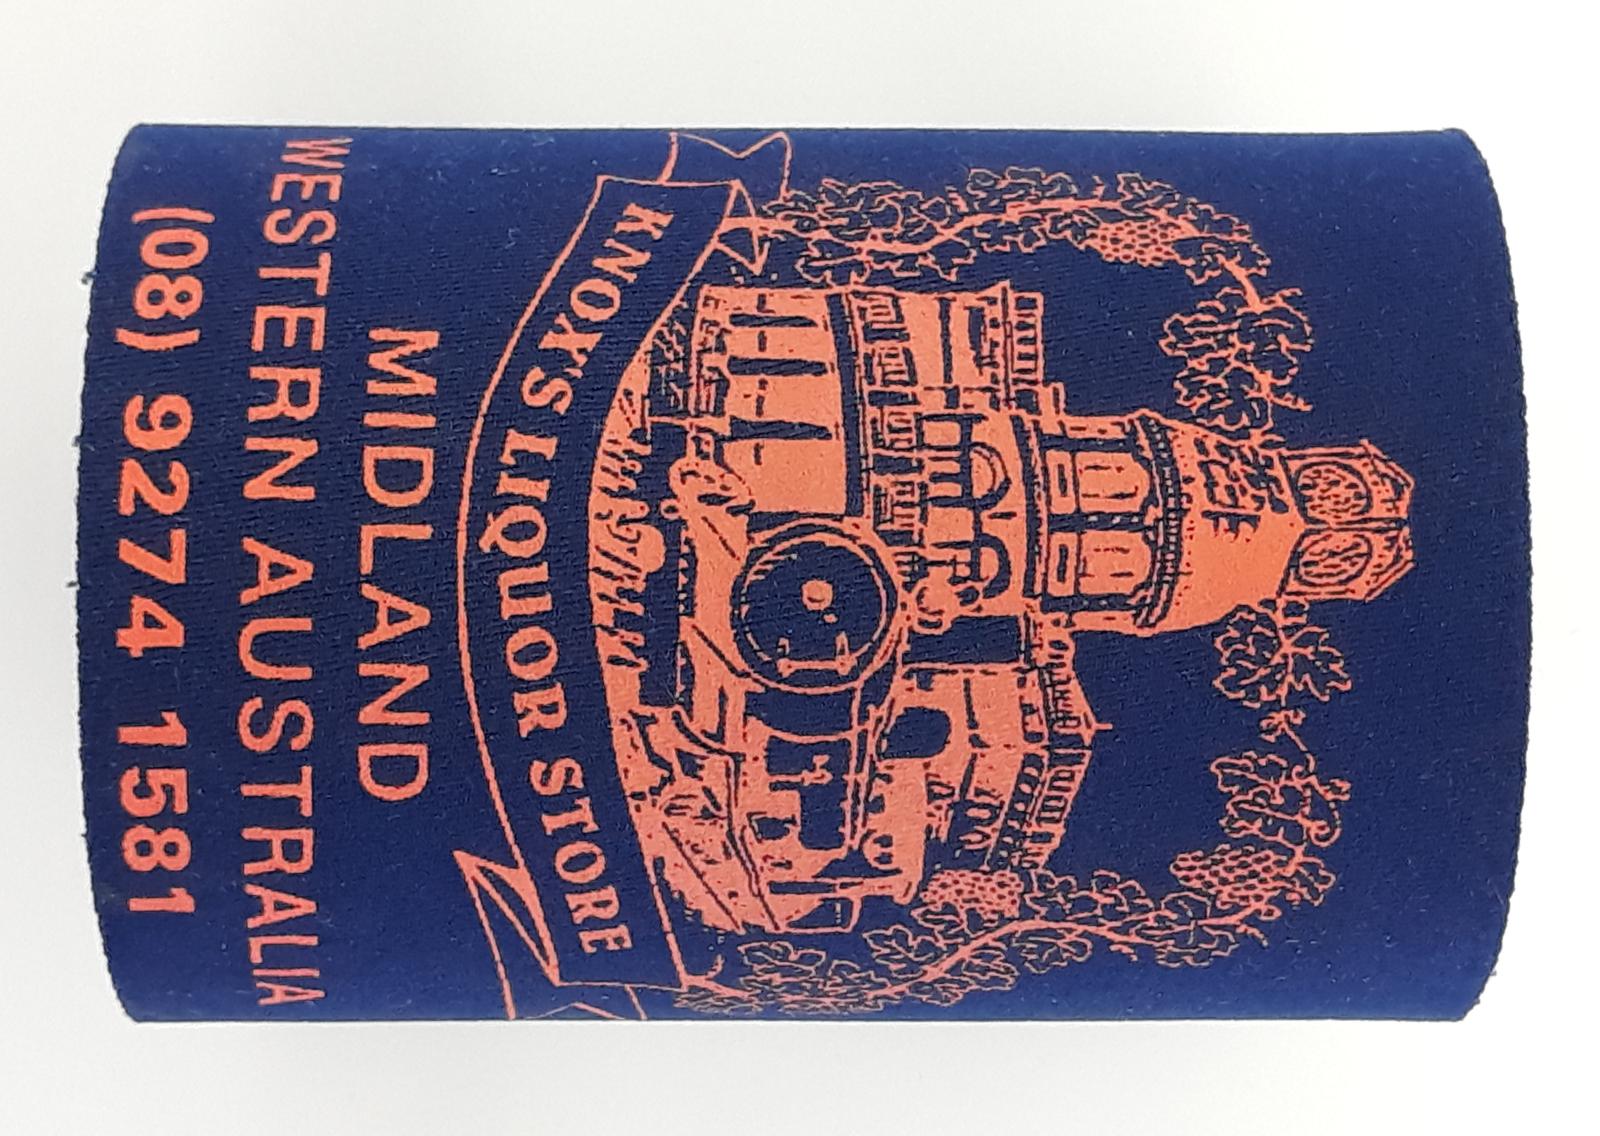 KNOX'S LIQUOR STORE
MIDLAND
WESTERN AUSTRALIA
(08) 9274 1581